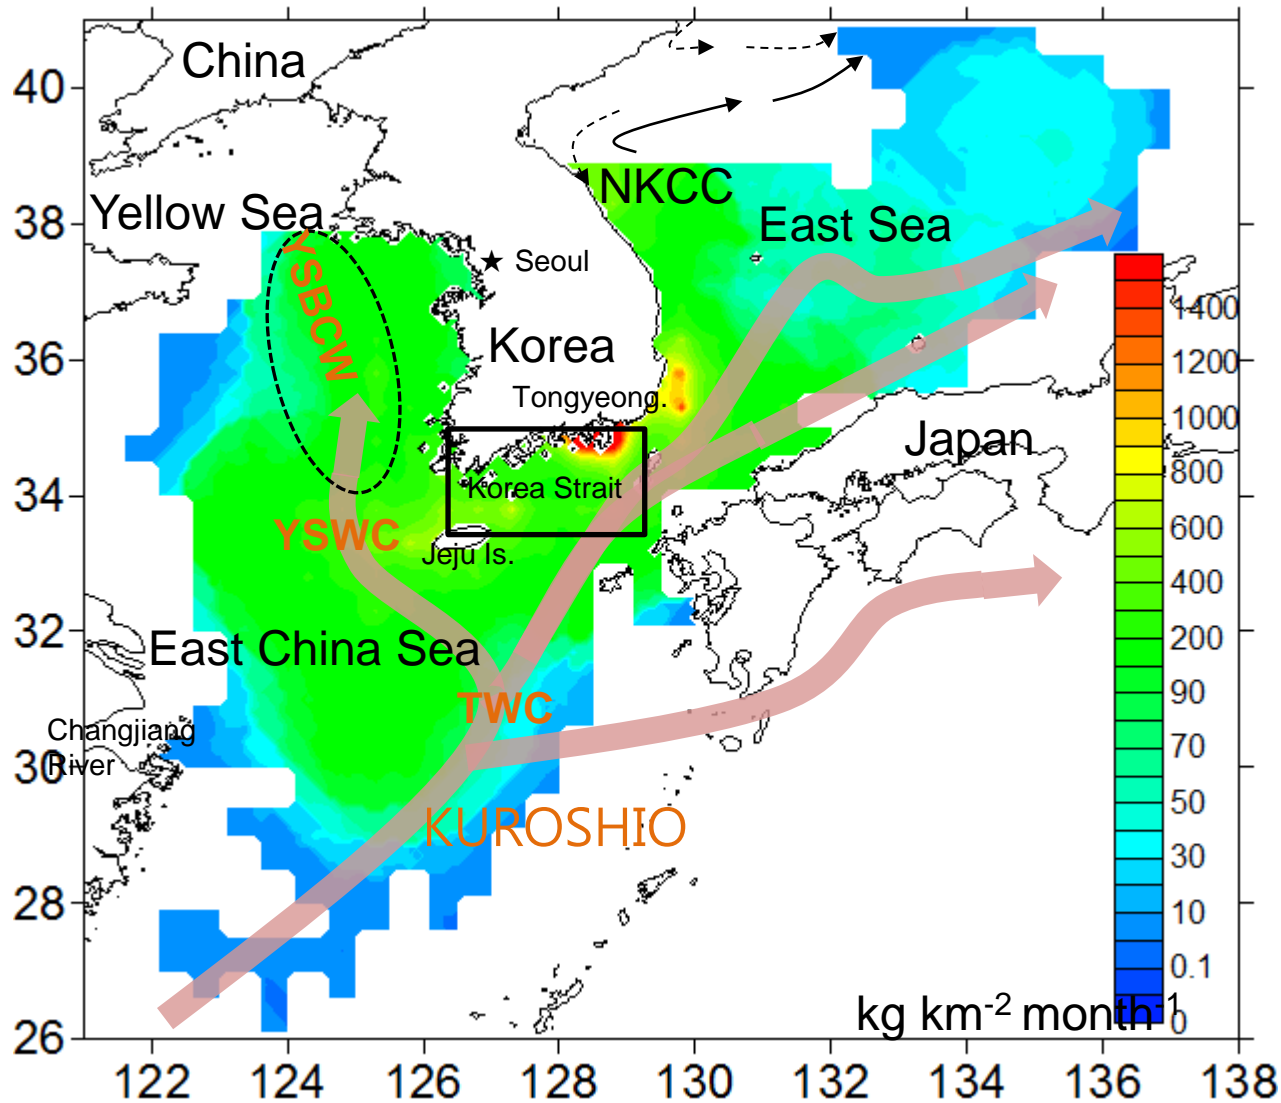 China
40
NKCC
38
Yellow Sea
East Sea
YSBCW
★ Seoul
1400
36
Korea
1200
Tongyeong.
1000
Japan
800
34
Korea Strait
YSWC
600
Jeju Is.
400
32
East China Sea
200
TWC
90
Changjiang
River
30
70
50
KUROSHIO
30
28
10
0.1
kg km⁻² month⁻¹
0
26
122 124 126 128 130 132 134 136 138